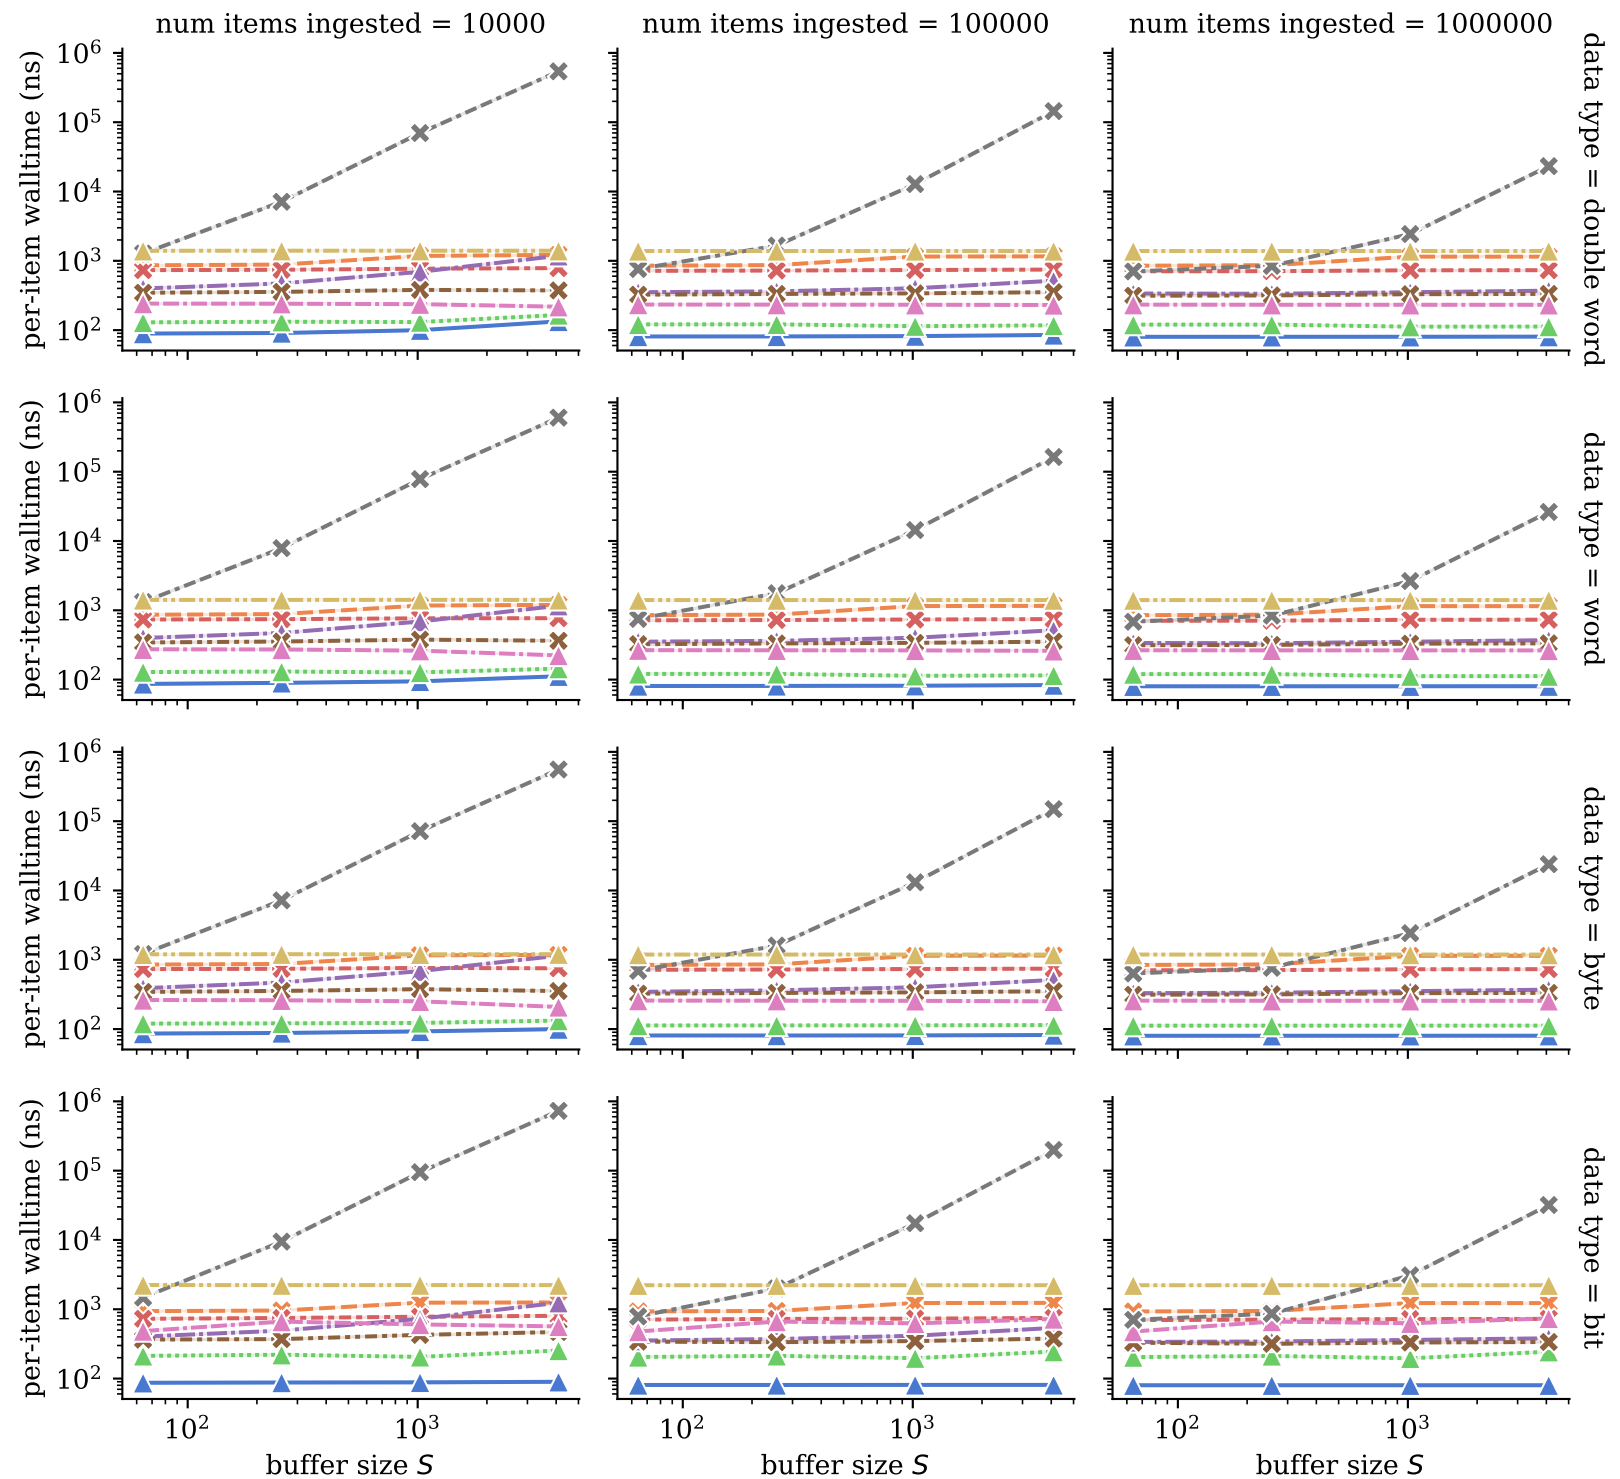 num items ingested = 10000
num items ingested = 100000
num items ingested = 1000000
per-item walltime (ns)
10⁶
10⁵
10⁴
10³
10²
data type = double word
per-item walltime (ns)
10⁶
10⁵
10⁴
10³
10²
data type = word
per-item walltime (ns)
10⁶
10⁵
10⁴
10³
10²
data type = byte
per-item walltime (ns)
10⁶
10⁵
10⁴
10³
10²
data type = bit
10² 10³
10² 10³
10² 10³
buffer size S
buffer size S
buffer size S